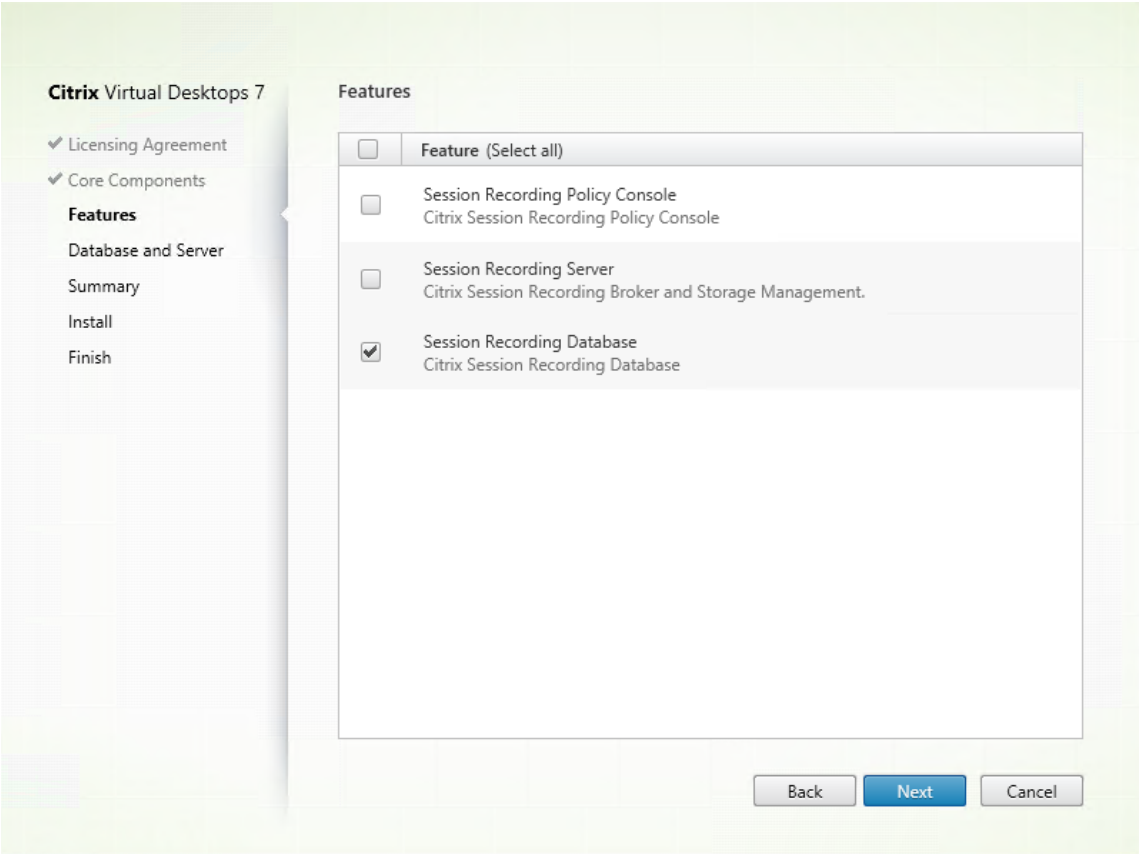 Citrix Virtual Desktops 7
Licensing Agreement
Core Components
Features
Database and Server
Summary
Install
Finish
Features
Feature (Select all)
Session Recording Policy Console
Citrix Session Recording Policy Console
Session Recording Server
Citrix Session Recording Broker and Storage Management.
Session Recording Database
Citrix Session Recording Database
Back
Next
Cancel